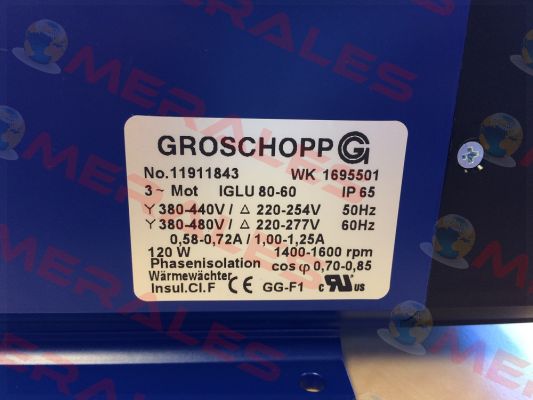 GROSCHOPP G
No.11911843 WK 1695501
3~ Mot IGLU 80-60 IP 65
Y 380-440V / Δ 220-254V 50Hz
Y 380-480V / Δ 220-277V 60Hz
0,58-0,72A / 1,00-1,25A
120 W 1400-1600 rpm
Phasenisolation cos φ 0,70-0,85
Wärmewächter
Insul.Cl.F CE GG-F1 c RU us
MERALES